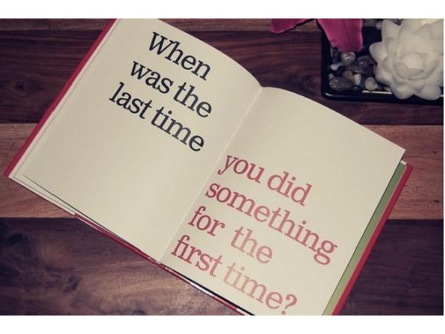 When
was the
last time
you did
something
for the
first time?